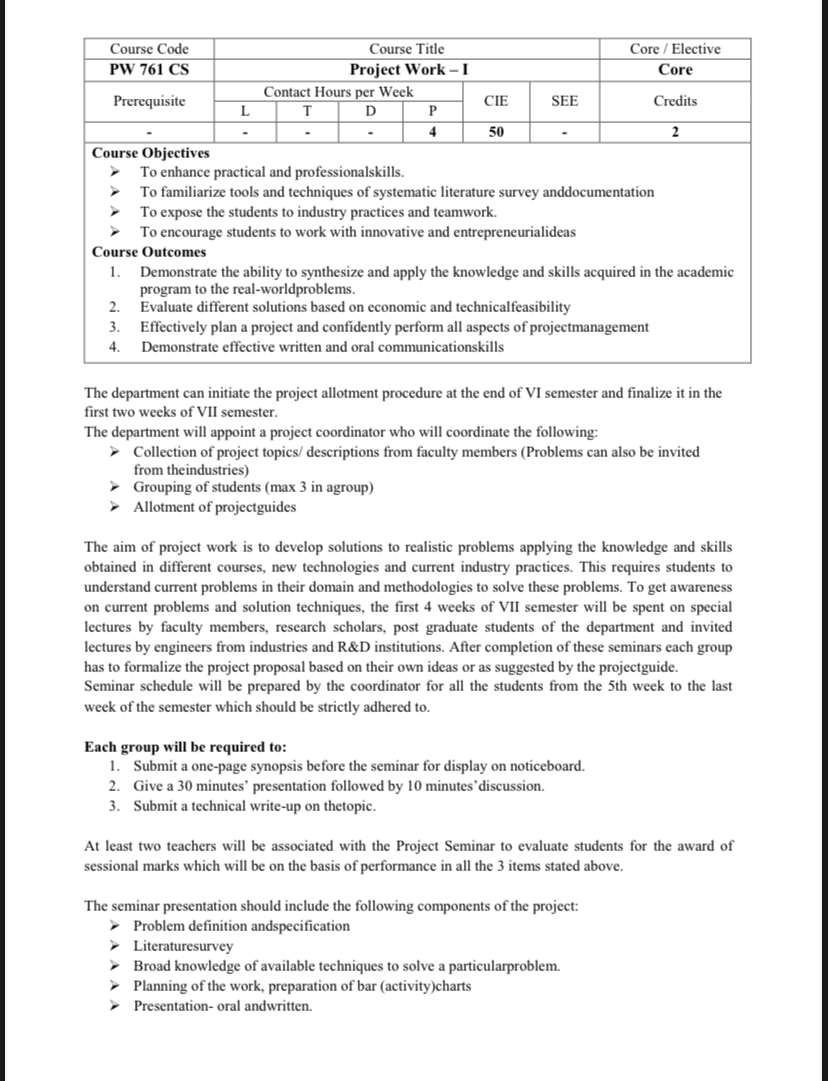 Course Code Course Title Core / Elective
PW 761 CS Project Work – I Core
Prerequisite Contact Hours per Week CIE SEE Credits
L T D P
- - - - 4 50 - 2
Course Objectives
➢ To enhance practical and professionalskills.
➢ To familiarize tools and techniques of systematic literature survey anddocumentation
➢ To expose the students to industry practices and teamwork.
➢ To encourage students to work with innovative and entrepreneurialideas
Course Outcomes
1. Demonstrate the ability to synthesize and apply the knowledge and skills acquired in the academic
program to the real-worldproblems.
2. Evaluate different solutions based on economic and technicalfeasibility
3. Effectively plan a project and confidently perform all aspects of projectmanagement
4. Demonstrate effective written and oral communicationskills
The department can initiate the project allotment procedure at the end of VI semester and finalize it in the
first two weeks of VII semester.
The department will appoint a project coordinator who will coordinate the following:
➢ Collection of project topics/ descriptions from faculty members (Problems can also be invited
from theindustries)
➢ Grouping of students (max 3 in agroup)
➢ Allotment of projectguides
The aim of project work is to develop solutions to realistic problems applying the knowledge and skills
obtained in different courses, new technologies and current industry practices. This requires students to
understand current problems in their domain and methodologies to solve these problems. To get awareness
on current problems and solution techniques, the first 4 weeks of VII semester will be spent on special
lectures by faculty members, research scholars, post graduate students of the department and invited
lectures by engineers from industries and R&D institutions. After completion of these seminars each group
has to formalize the project proposal based on their own ideas or as suggested by the projectguide.
Seminar schedule will be prepared by the coordinator for all the students from the 5th week to the last
week of the semester which should be strictly adhered to.
Each group will be required to:
1. Submit a one-page synopsis before the seminar for display on noticeboard.
2. Give a 30 minutes’ presentation followed by 10 minutes’discussion.
3. Submit a technical write-up on thetopic.
At least two teachers will be associated with the Project Seminar to evaluate students for the award of
sessional marks which will be on the basis of performance in all the 3 items stated above.
The seminar presentation should include the following components of the project:
➢ Problem definition andspecification
➢ Literaturesurvey
➢ Broad knowledge of available techniques to solve a particularproblem.
➢ Planning of the work, preparation of bar (activity)charts
➢ Presentation- oral andwritten.